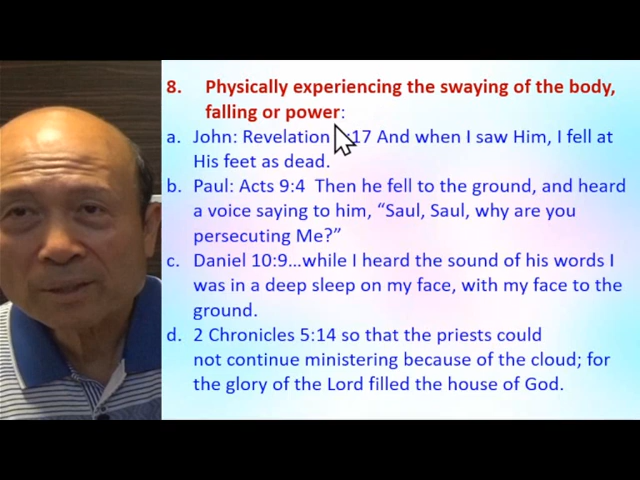 8. Physically experiencing the swaying of the body,
falling or power:
a. John: Revelation :17 And when I saw Him, I fell at
His feet as dead.
b. Paul: Acts 9:4 Then he fell to the ground, and heard
a voice saying to him, “Saul, Saul, why are you
persecuting Me?”
c. Daniel 10:9...while I heard the sound of his words I
was in a deep sleep on my face, with my face to the
ground.
d. 2 Chronicles 5:14 so that the priests could
not continue ministering because of the cloud; for
the glory of the Lord filled the house of God.